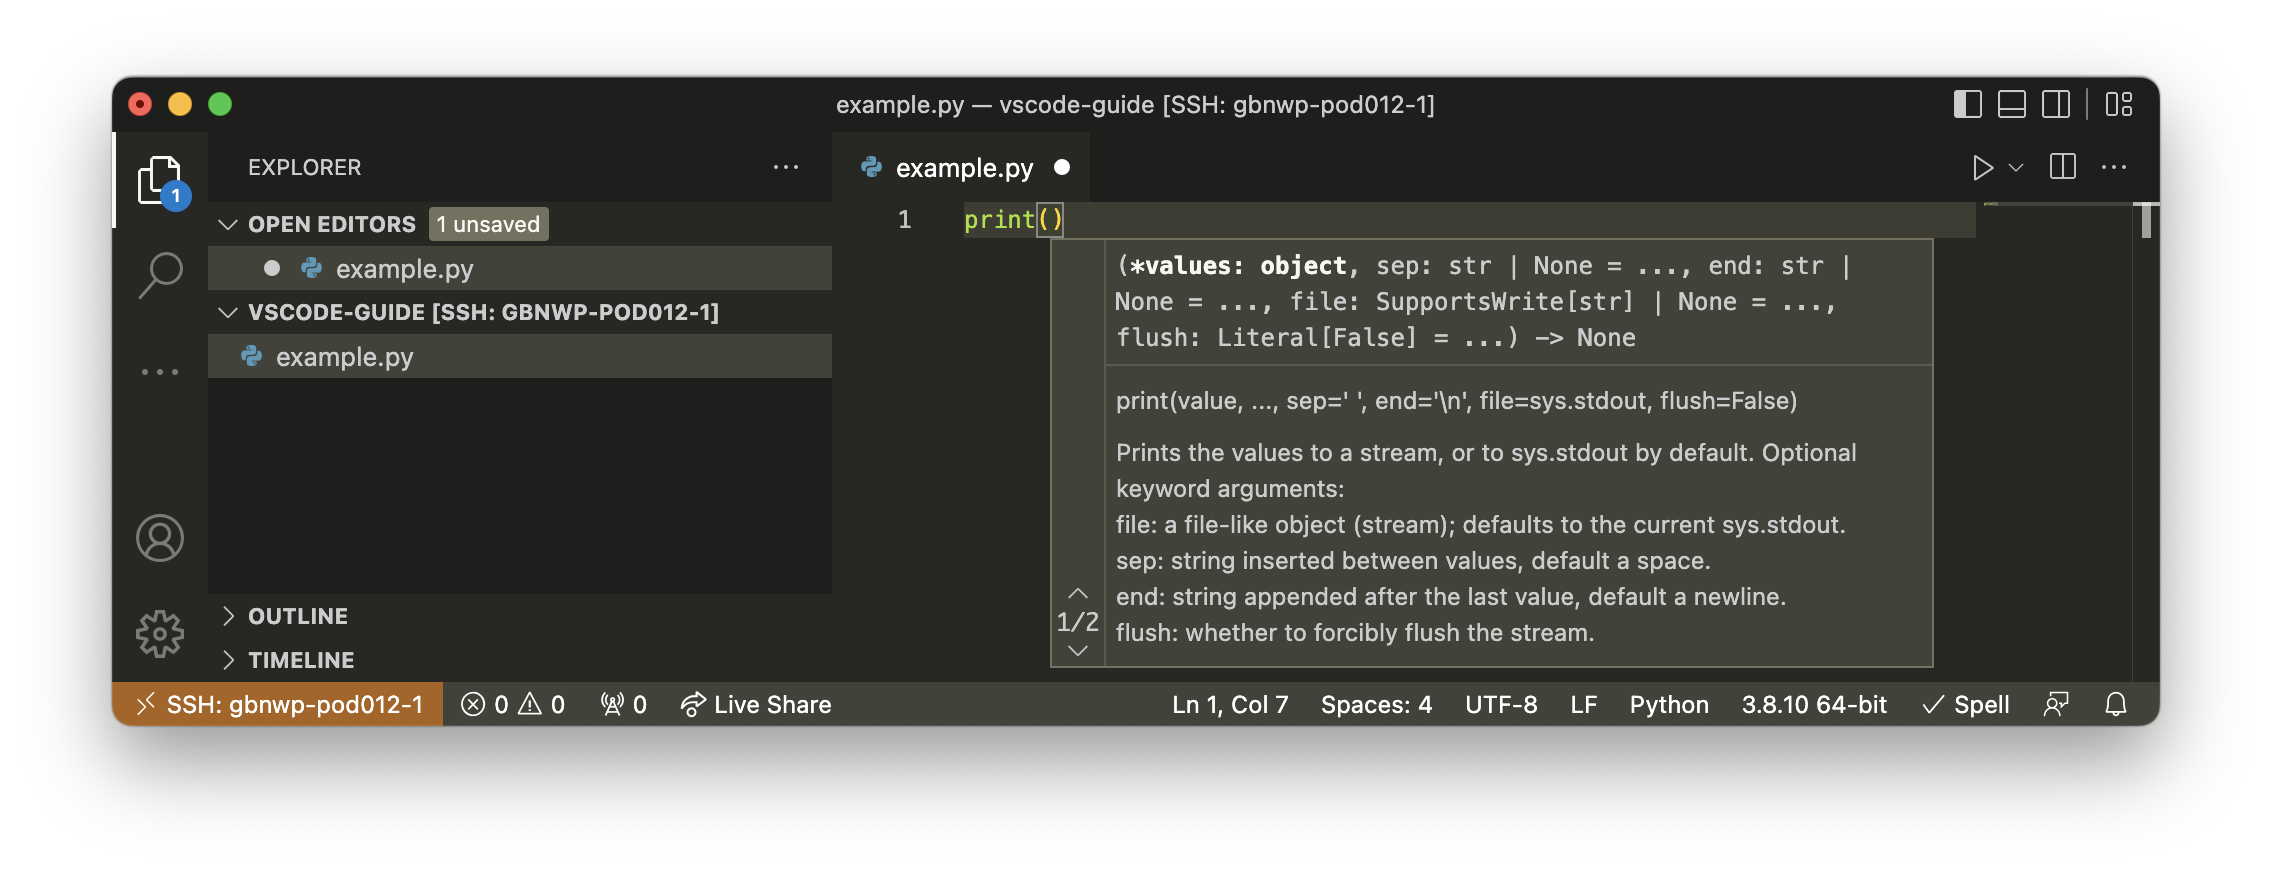 example.py — vscode-guide [SSH: gbnwp-pod012-1]
EXPLORER
1
OPEN EDITORS 1 unsaved
example.py
VSCODE-GUIDE [SSH: GBNWP-POD012-1]
example.py
OUTLINE
TIMELINE
example.py
1 print()
(*values: object, sep: str | None = ..., end: str |
None = ..., file: SupportsWrite[str] | None = ...,
flush: Literal[False] = ...) -> None
print(value, ..., sep=' ', end='\n', file=sys.stdout, flush=False)
Prints the values to a stream, or to sys.stdout by default. Optional
keyword arguments:
file: a file-like object (stream); defaults to the current sys.stdout.
sep: string inserted between values, default a space.
end: string appended after the last value, default a newline.
flush: whether to forcibly flush the stream.
1/2
SSH: gbnwp-pod012-1 0 0 0 Live Share Ln 1, Col 7 Spaces: 4 UTF-8 LF Python 3.8.10 64-bit Spell